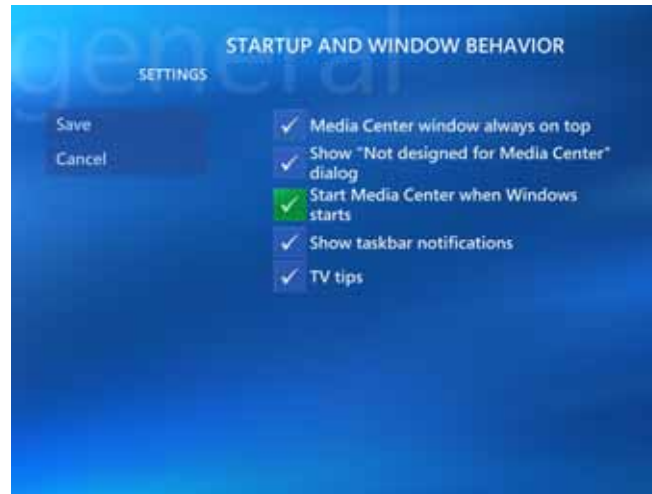 general
STARTUP AND WINDOW BEHAVIOR
SETTINGS
Save
Cancel
Media Center window always on top
Show "Not designed for Media Center"
dialog
Start Media Center when Windows
starts
Show taskbar notifications
TV tips